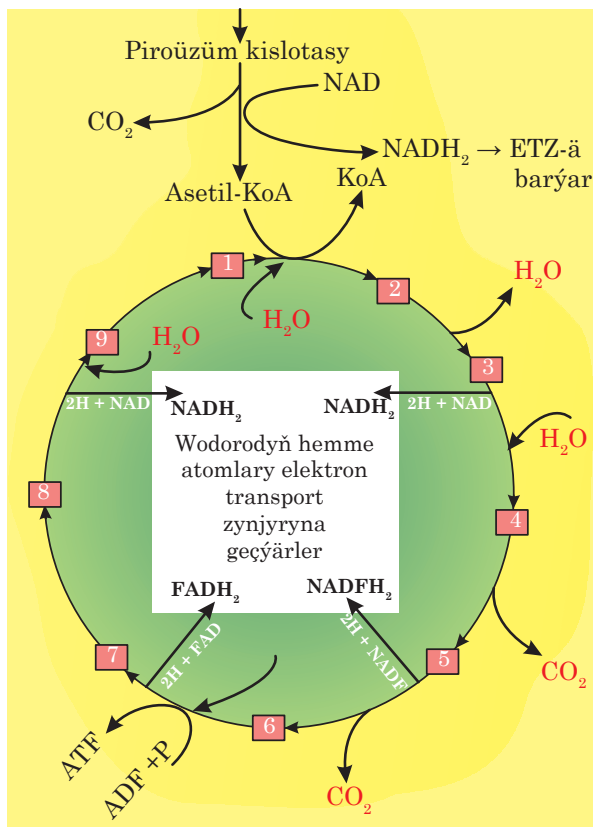 Piroüzüm kislotasy
NAD
CO₂
NADH₂ → ETZ-ä
barýar
KoA
Asetil-KoA
1
2
H₂O
H₂O
9
H₂O
3
2H + NAD
NADH₂
NADH₂
2H + NAD
H₂O
Wodorodyň hemme
atomlary elektron
transport
zynjyryna
geçýärler
8
4
FADH₂
NADFH₂
2H + FAD
2H + NADF
7
5
CO₂
6
ATF
ADF +P
CO₂